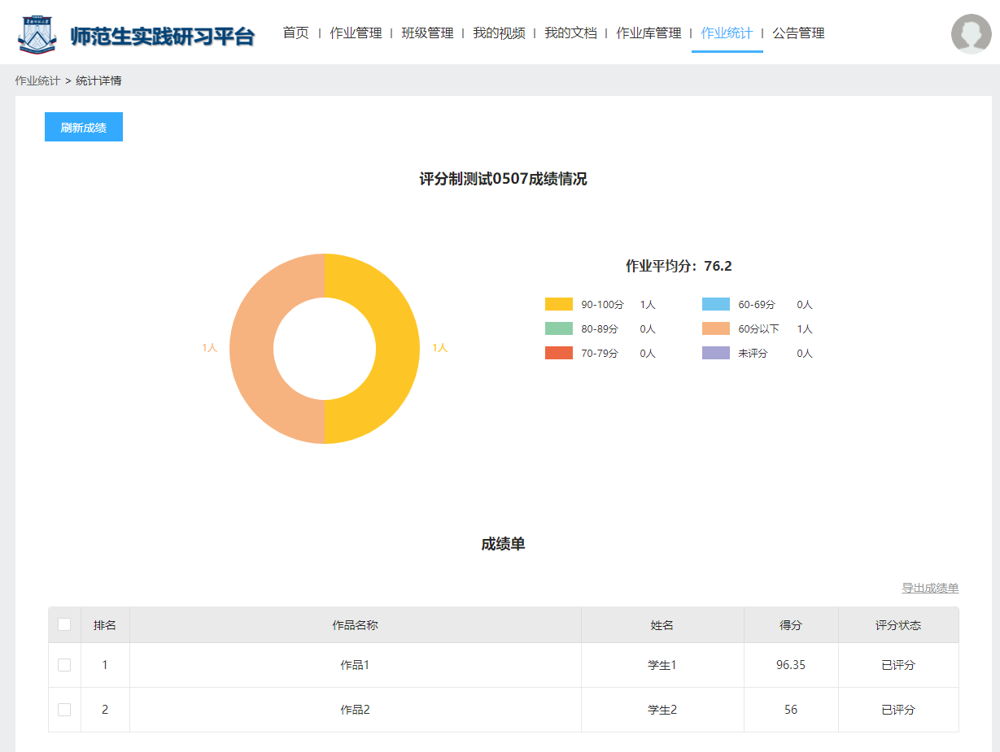 师范生实践研习平台
首页 | 作业管理 | 班级管理 | 我的视频 | 我的文档 | 作业库管理 | 作业统计 | 公告管理
作业统计 > 统计详情
刷新成绩
评分制测试0507成绩情况
作业平均分：76.2
90-100分 1人 60-69分 0人
80-89分 0人 60分以下 1人
70-79分 0人 未评分 0人
1人 1人
成绩单
导出成绩单
排名 作品名称 姓名 得分 评分状态
1 作品1 学生1 96.35 已评分
2 作品2 学生2 56 已评分